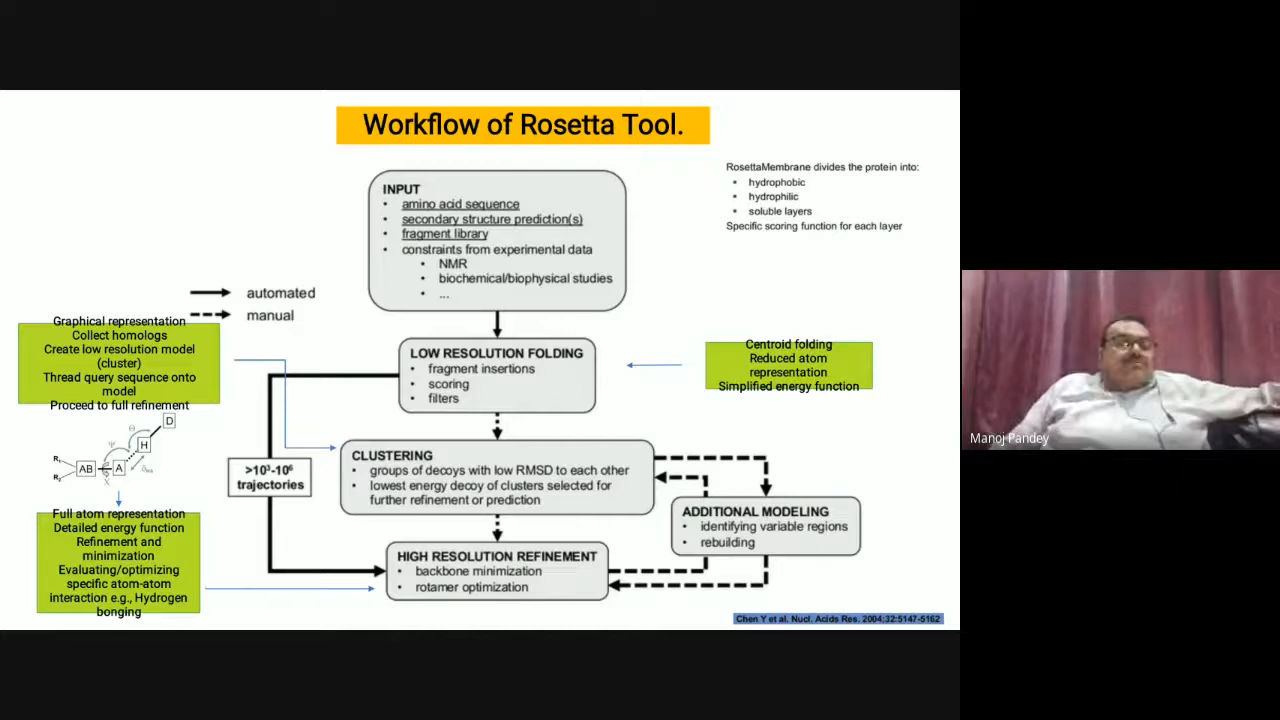 Workflow of Rosetta Tool.
RosettaMembrane divides the protein into:
▪ hydrophobic
▪ hydrophilic
▪ soluble layers
Specific scoring function for each layer
INPUT
• amino acid sequence
• secondary structure prediction(s)
• fragment library
• constraints from experimental data
• NMR
• biochemical/biophysical studies
• ...
automated
manual
Graphical representation
Collect homologs
Create low resolution model
(cluster)
Thread query sequence onto
model
Proceed to full refinement
LOW RESOLUTION FOLDING
• fragment insertions
• scoring
• filters
Centroid folding
Reduced atom
representation
Simplified energy function
D
Θ
H
Ψ
R₁
AB
A
R₂
X
>10³-10⁶
trajectories
CLUSTERING
• groups of decoys with low RMSD to each other
• lowest energy decoy of clusters selected for
further refinement or prediction
ADDITIONAL MODELING
• identifying variable regions
• rebuilding
Full atom representation
Detailed energy function
Refinement and
minimization
Evaluating/optimizing
specific atom-atom
interaction e.g., Hydrogen
bonging
HIGH RESOLUTION REFINEMENT
• backbone minimization
• rotamer optimization
Chen Y et al. Nucl. Acids Res. 2004;32:5147-5162
Manoj Pandey